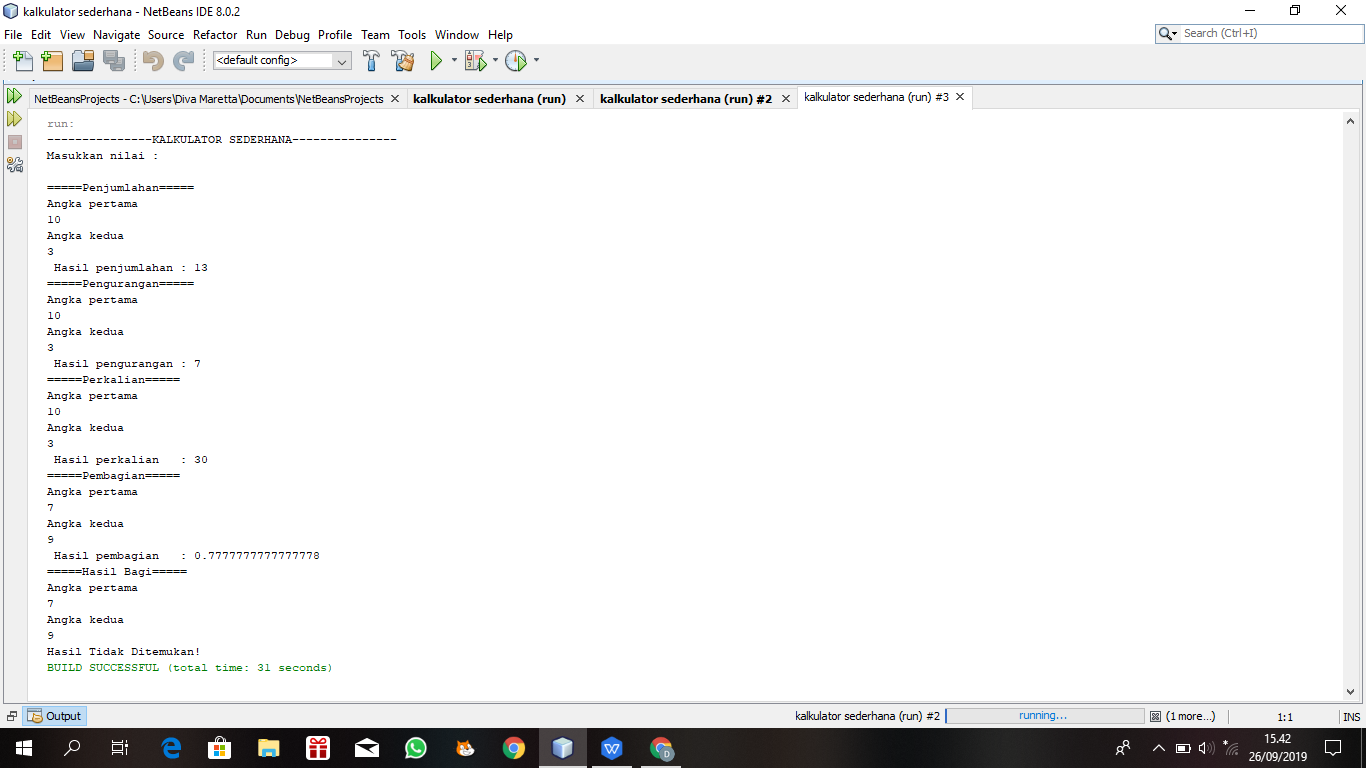 kalkulator sederhana - NetBeans IDE 8.0.2
File Edit View Navigate Source Refactor Run Debug Profile Team Tools Window Help
Search (Ctrl+I)
<default config>
NetBeansProjects - C:\Users\Diva Maretta\Documents\NetBeansProjects kalkulator sederhana (run) kalkulator sederhana (run) #2 kalkulator sederhana (run) #3
run:
---------------KALKULATOR SEDERHANA---------------
Masukkan nilai :
=====Penjumlahan=====
Angka pertama
10
Angka kedua
3
Hasil penjumlahan : 13
=====Pengurangan=====
Angka pertama
10
Angka kedua
3
Hasil pengurangan : 7
=====Perkalian=====
Angka pertama
10
Angka kedua
3
Hasil perkalian   : 30
=====Pembagian=====
Angka pertama
7
Angka kedua
9
Hasil pembagian   : 0.7777777777777778
=====Hasil Bagi=====
Angka pertama
7
Angka kedua
9
Hasil Tidak Ditemukan!
BUILD SUCCESSFUL (total time: 31 seconds)
Output
kalkulator sederhana (run) #2 running... (1 more...) 1:1 INS
15.42
26/09/2019